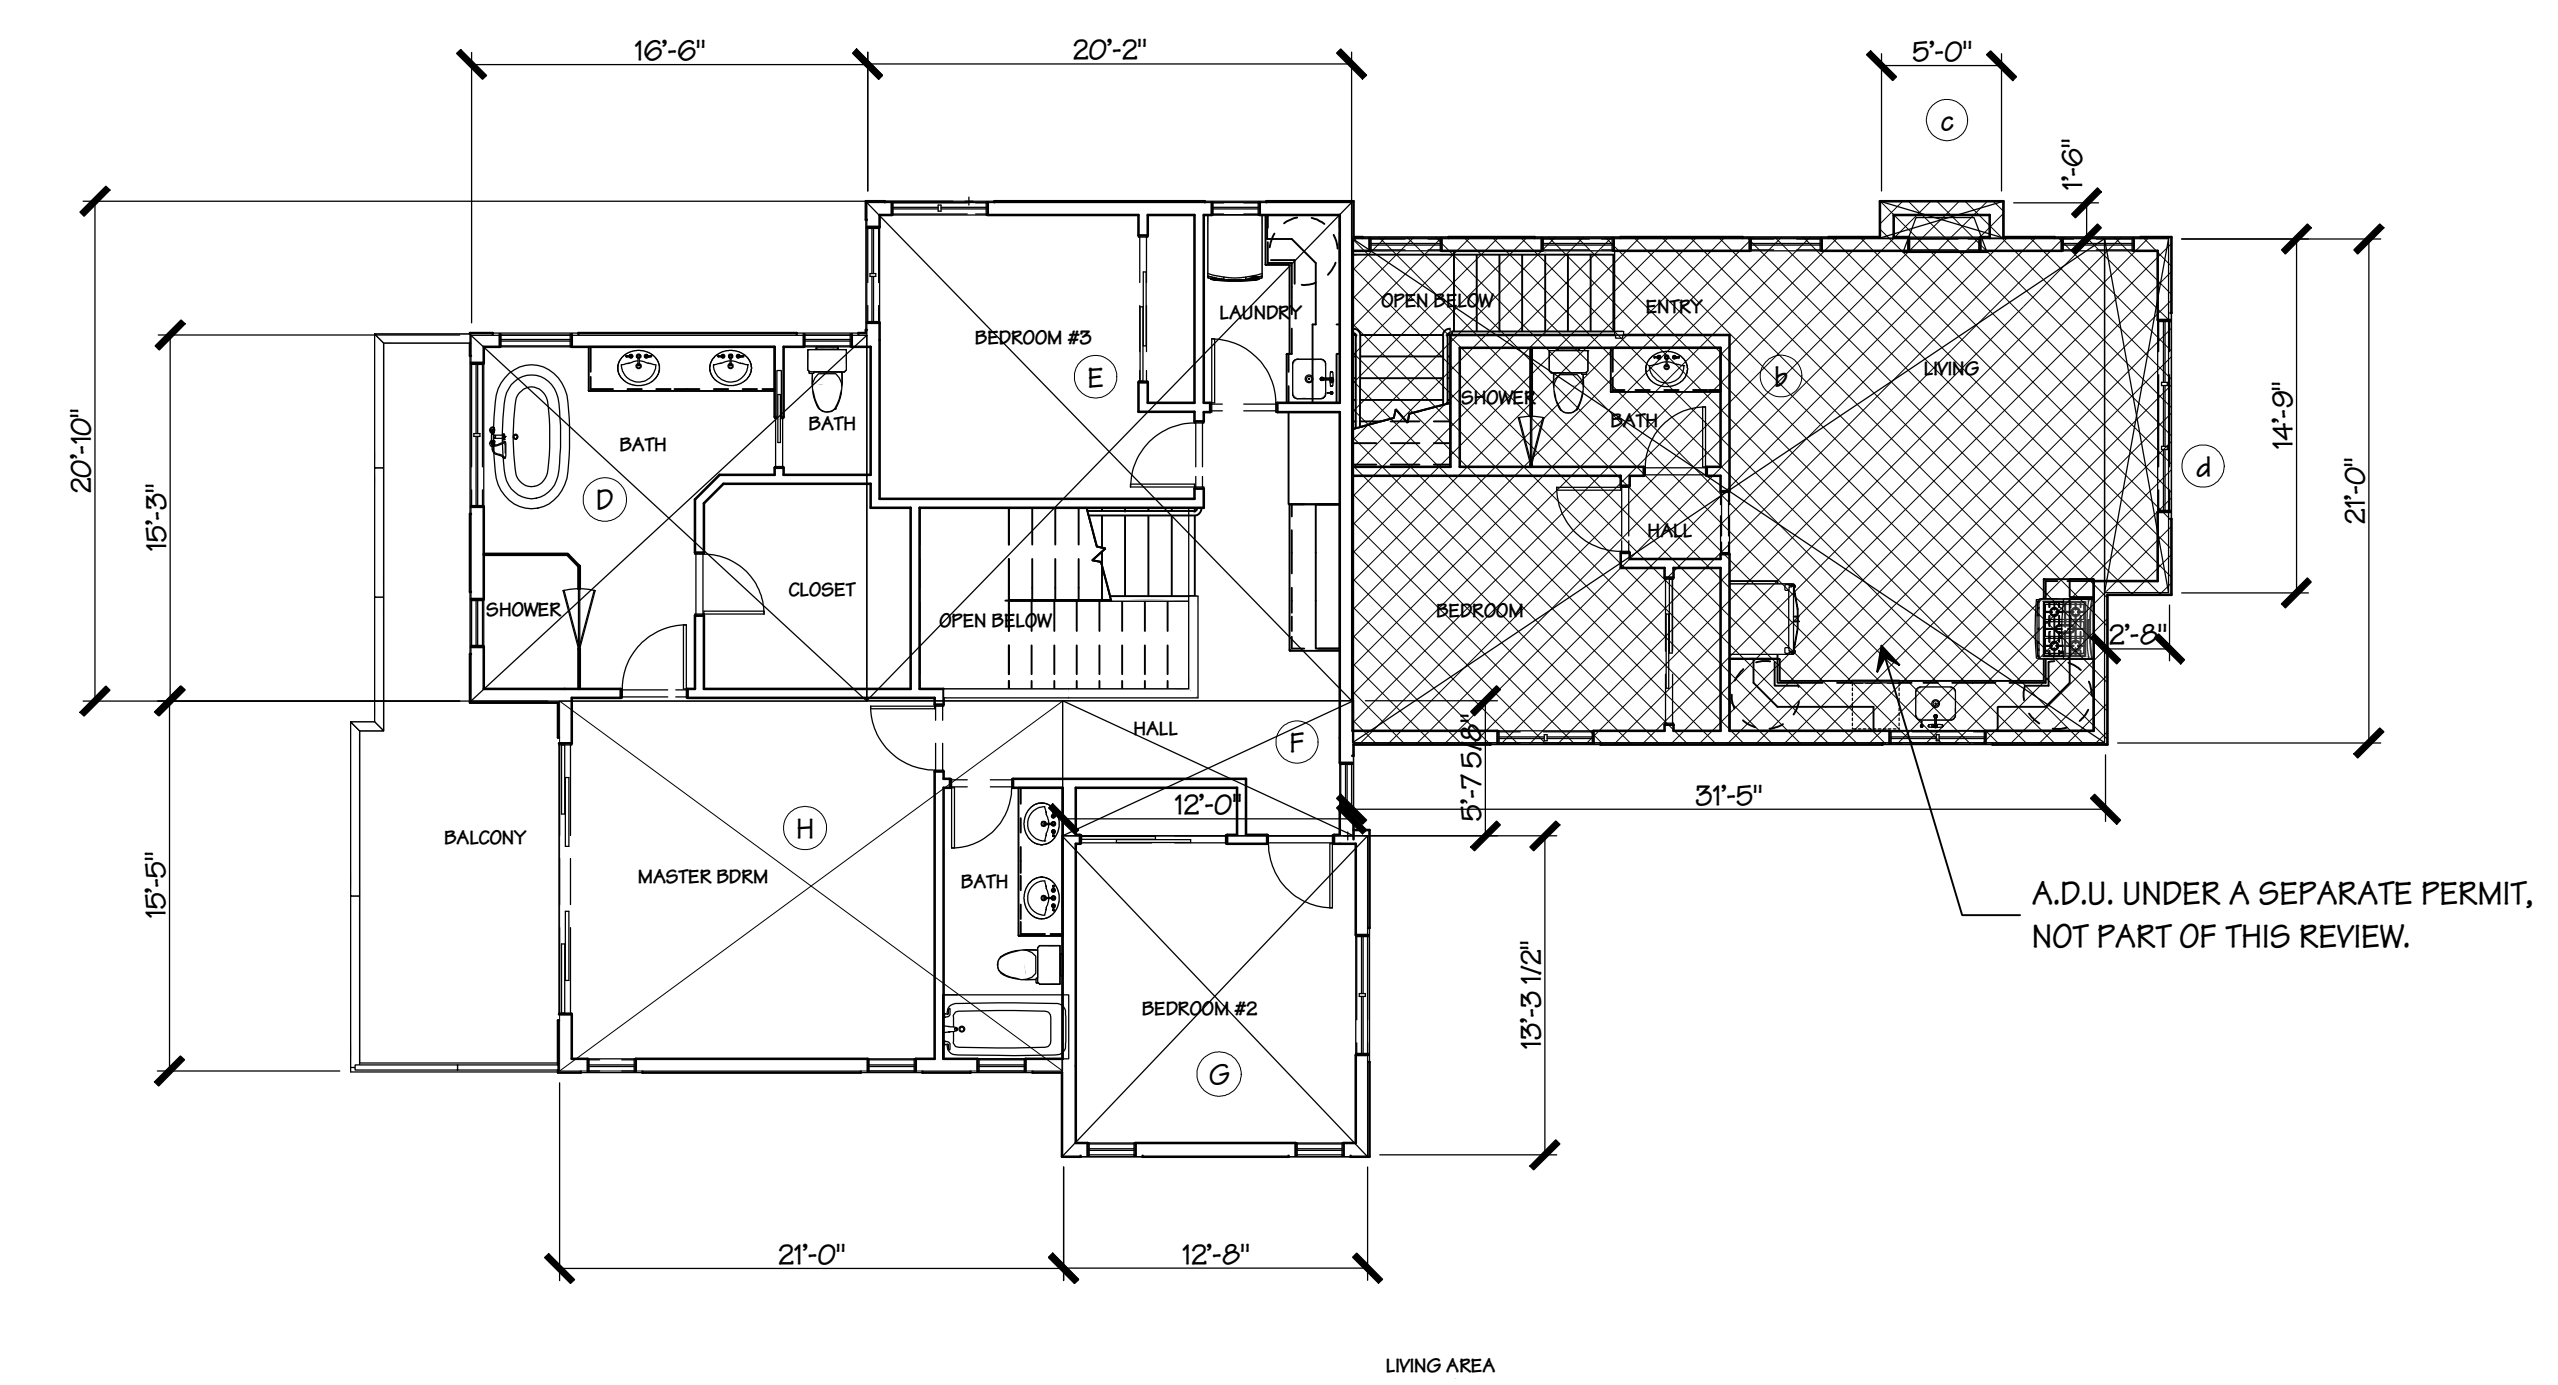 16'-6"
20'-2"
5'-0"
c
1'-6"
20'-10"
15'-3"
BEDROOM #3
E
LAUNDRY
OPEN BELOW
ENTRY
LIVING
b
SHOWER
BATH
BATH
BATH
D
14'-9"
21'-0"
d
HALL
CLOSET
SHOWER
OPEN BELOW
BEDROOM
2'-8"
HALL
F
5'-7 5/8"
12'-0"
31'-5"
H
BALCONY
MASTER BDRM
BATH
15'-5"
A.D.U. UNDER A SEPARATE PERMIT,
NOT PART OF THIS REVIEW.
13'-3 1/2"
BEDROOM #2
G
21'-0"
12'-8"
LIVING AREA